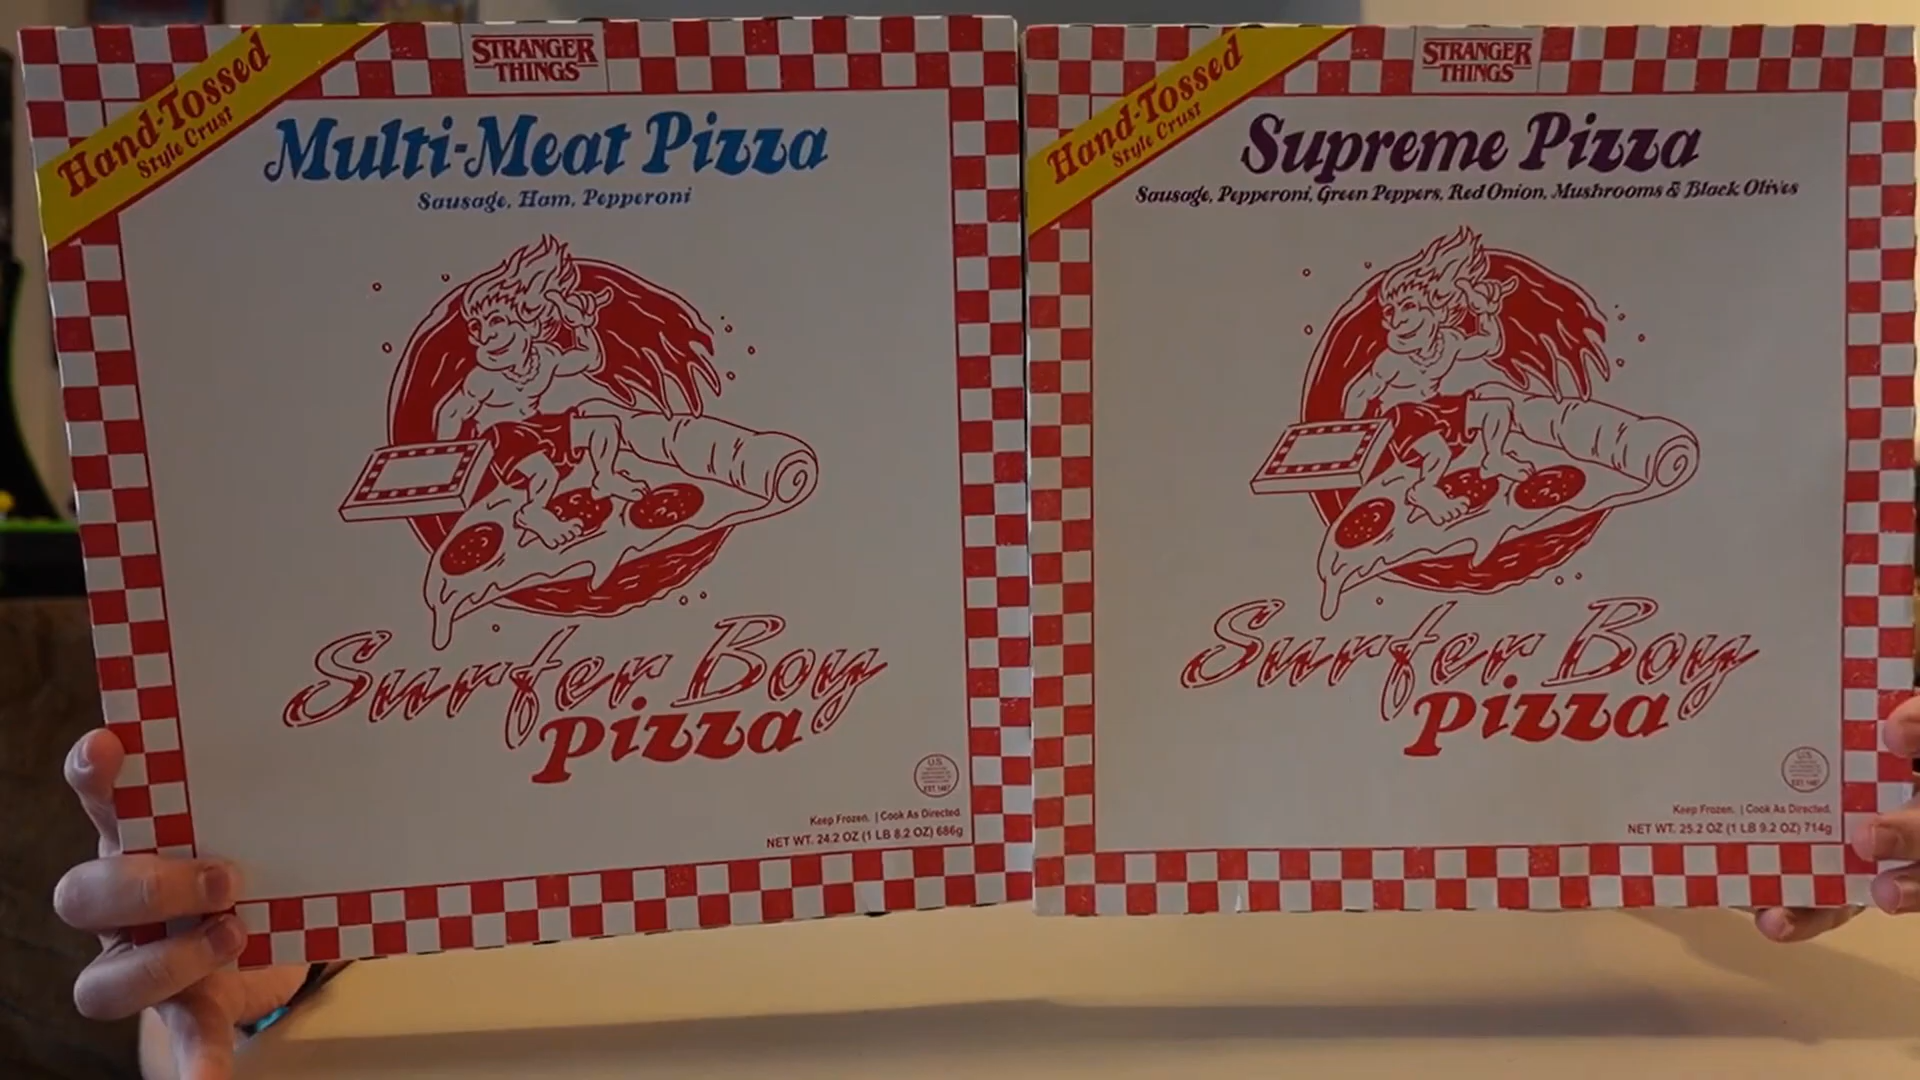 STRANGER
THINGS
Hand-Tossed
Style Crust
Multi-Meat Pizza
Sausage, Ham, Pepperoni
Surfer Boy
Pizza
U.S.
EST. 1467
Keep Frozen. | Cook As Directed.
NET WT. 24.2 OZ (1 LB 8.2 OZ) 686g
STRANGER
THINGS
Hand-Tossed
Style Crust
Supreme Pizza
Sausage, Pepperoni, Green Peppers, Red Onion, Mushrooms & Black Olives
Surfer Boy
Pizza
U.S.
Keep Frozen. | Cook As Directed.
NET WT. 25.2 OZ (1 LB 9.2 OZ) 714g